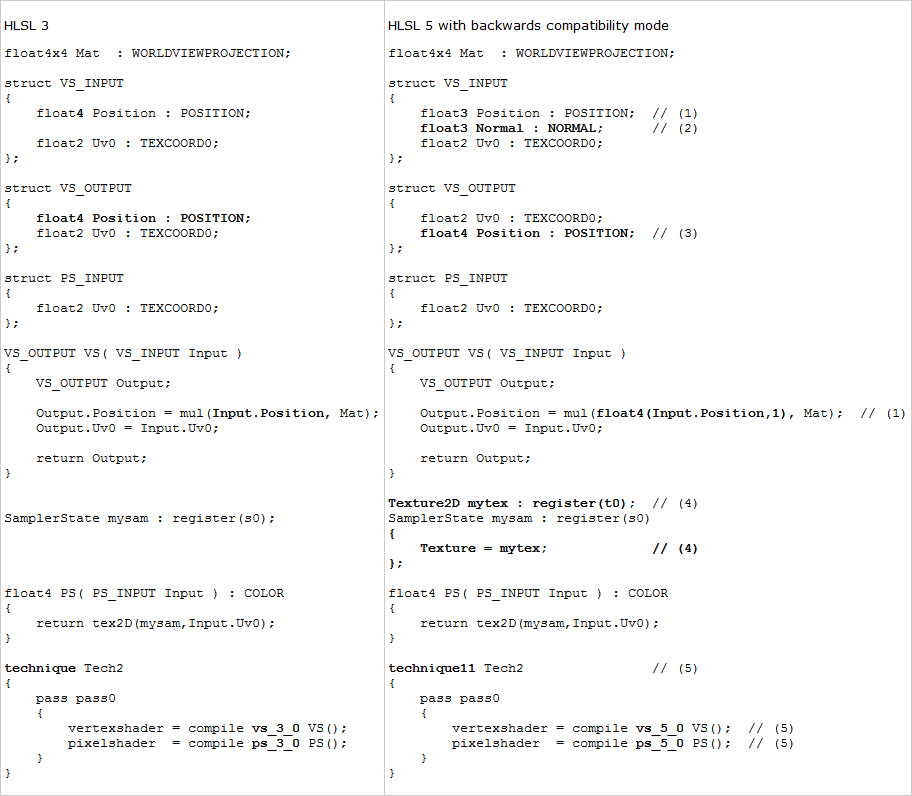 HLSL 3
float4x4 Mat  : WORLDVIEWPROJECTION;
struct VS_INPUT
{
    float4 Position : POSITION;
    float2 Uv0 : TEXCOORD0;
};
struct VS_OUTPUT
{
    float4 Position : POSITION;
    float2 Uv0 : TEXCOORD0;
};
struct PS_INPUT
{
    float2 Uv0 : TEXCOORD0;
};
VS_OUTPUT VS( VS_INPUT Input )
{
    VS_OUTPUT Output;
    Output.Position = mul(Input.Position, Mat);
    Output.Uv0 = Input.Uv0;
    return Output;
}
SamplerState mysam : register(s0);
float4 PS( PS_INPUT Input ) : COLOR
{
    return tex2D(mysam,Input.Uv0);
}
technique Tech2
{
    pass pass0
    {
        vertexshader = compile vs_3_0 VS();
        pixelshader  = compile ps_3_0 PS();
    }
}
HLSL 5 with backwards compatibility mode
float4x4 Mat  : WORLDVIEWPROJECTION;
struct VS_INPUT
{
    float3 Position : POSITION;  // (1)
    float3 Normal : NORMAL;      // (2)
    float2 Uv0 : TEXCOORD0;
};
struct VS_OUTPUT
{
    float2 Uv0 : TEXCOORD0;
    float4 Position : POSITION;  // (3)
};
struct PS_INPUT
{
    float2 Uv0 : TEXCOORD0;
};
VS_OUTPUT VS( VS_INPUT Input )
{
    VS_OUTPUT Output;
    Output.Position = mul(float4(Input.Position,1), Mat);  // (1)
    Output.Uv0 = Input.Uv0;
    return Output;
}
Texture2D mytex : register(t0);  // (4)
SamplerState mysam : register(s0)
{
    Texture = mytex;             // (4)
};
float4 PS( PS_INPUT Input ) : COLOR
{
    return tex2D(mysam,Input.Uv0);
}
technique11 Tech2                // (5)
{
    pass pass0
    {
        vertexshader = compile vs_5_0 VS();  // (5)
        pixelshader  = compile ps_5_0 PS();  // (5)
    }
}